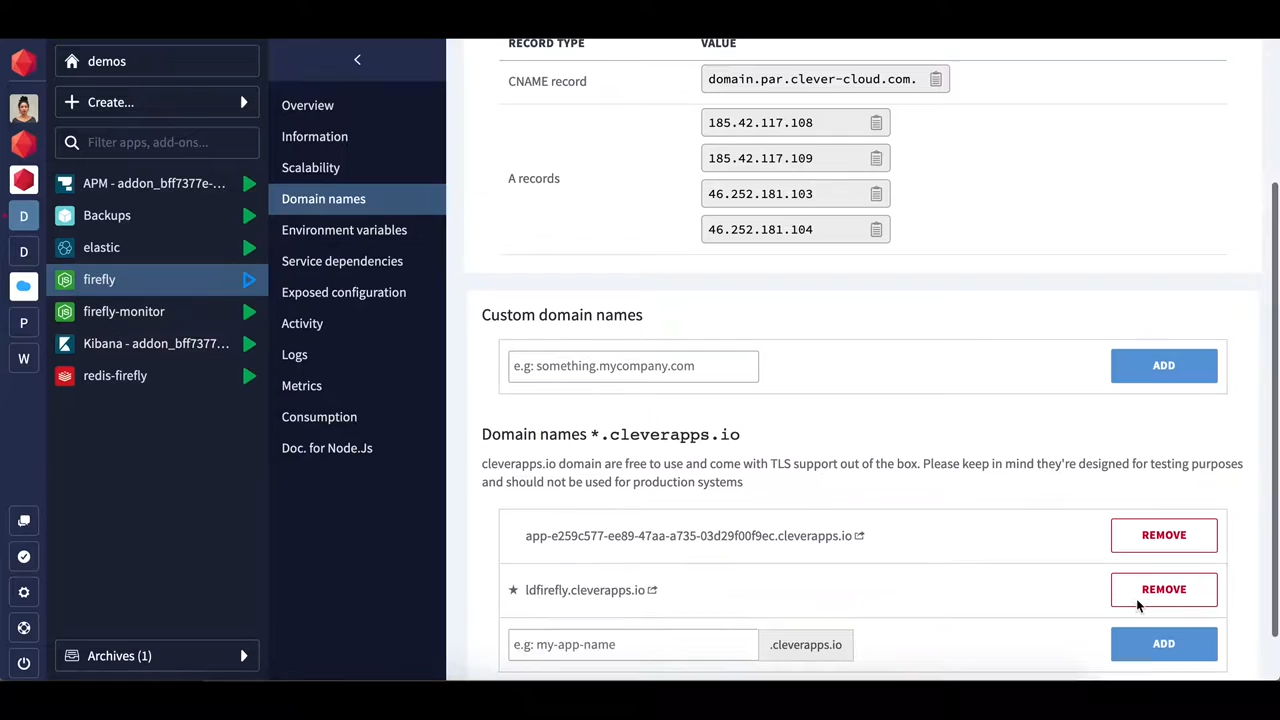 demos
Create...
Filter apps, add-ons...
APM - addon_bff7377e-...
Backups
elastic
firefly
firefly-monitor
Kibana - addon_bff7377...
redis-firefly
D
D
P
W
Archives (1)
Overview
Information
Scalability
Domain names
Environment variables
Service dependencies
Exposed configuration
Activity
Logs
Metrics
Consumption
Doc. for Node.Js
RECORD TYPE VALUE
CNAME record domain.par.clever-cloud.com.
A records
185.42.117.108
185.42.117.109
46.252.181.103
46.252.181.104
Custom domain names
e.g: something.mycompany.com ADD
Domain names *.cleverapps.io
cleverapps.io domain are free to use and come with TLS support out of the box. Please keep in mind they're designed for testing purposes
and should not be used for production systems
app-e259c577-ee89-47aa-a735-03d29f00f9ec.cleverapps.io REMOVE
★ ldfirefly.cleverapps.io REMOVE
e.g: my-app-name .cleverapps.io ADD